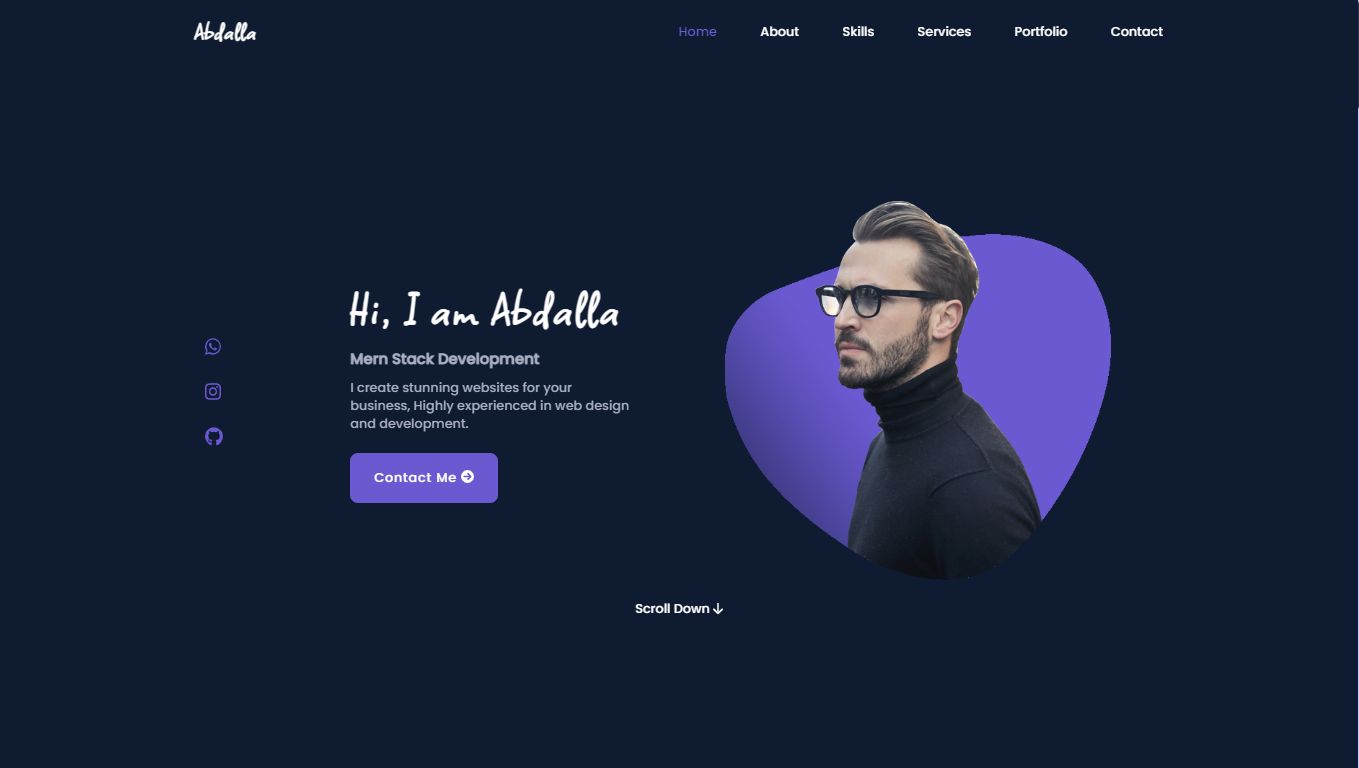 Abdalla
Home About Skills Services Portfolio Contact
Hi, I am Abdalla
Mern Stack Development
I create stunning websites for your
business, Highly experienced in web design
and development.
Contact Me
Scroll Down